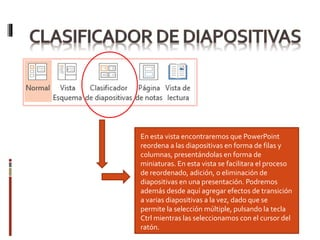 CLASIFICADOR DE DIAPOSITIVAS
Normal Vista Clasificador Página Vista de
Esquema de diapositivas de notas lectura
En esta vista encontraremos que PowerPoint
reordena a las diapositivas en forma de filas y
columnas, presentándolas en forma de
miniaturas. En esta vista se facilitara el proceso
de reordenado, adición, o eliminación de
diapositivas en una presentación. Podremos
además desde aquí agregar efectos de transición
a varias diapositivas a la vez, dado que se
permite la selección múltiple, pulsando la tecla
Ctrl mientras las seleccionamos con el cursor del
ratón.